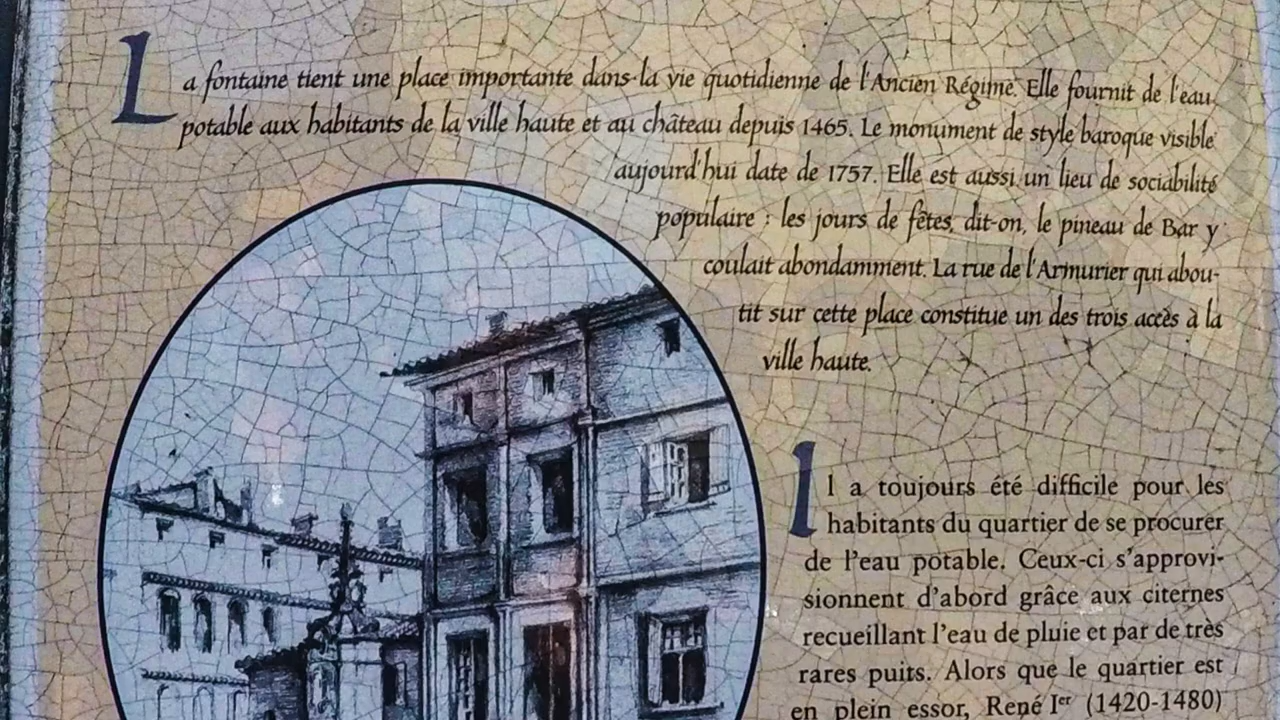 La fontaine tient une place importante dans la vie quotidienne de l'Ancien Régime. Elle fournit de l'eau
potable aux habitants de la ville haute et au château depuis 1465. Le monument de style baroque visible
aujourd'hui date de 1757. Elle est aussi un lieu de sociabilité
populaire : les jours de fêtes, dit-on, le pineau de Bar y
coulait abondamment. La rue de l'Armurier qui abou-
tit sur cette place constitue un des trois accès à la
ville haute.
Il a toujours été difficile pour les
habitants du quartier de se procurer
de l'eau potable. Ceux-ci s'approvi-
sionnent d'abord grâce aux citernes
recueillant l'eau de pluie et par de très
rares puits. Alors que le quartier est
en plein essor, René Ier (1420-1480)